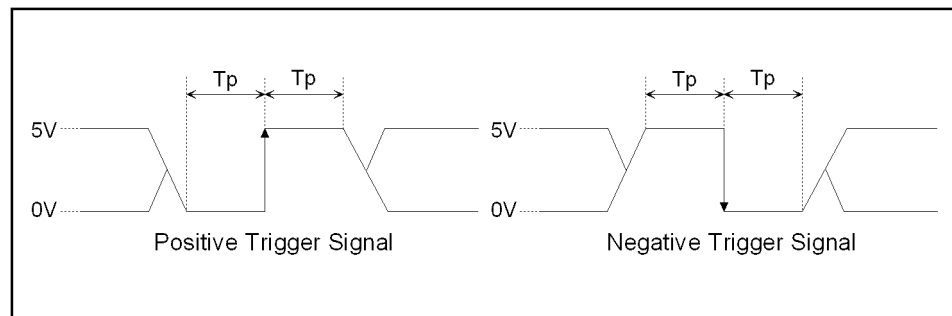 Tp Tp Tp Tp
5V 5V
0V 0V
Positive Trigger Signal Negative Trigger Signal